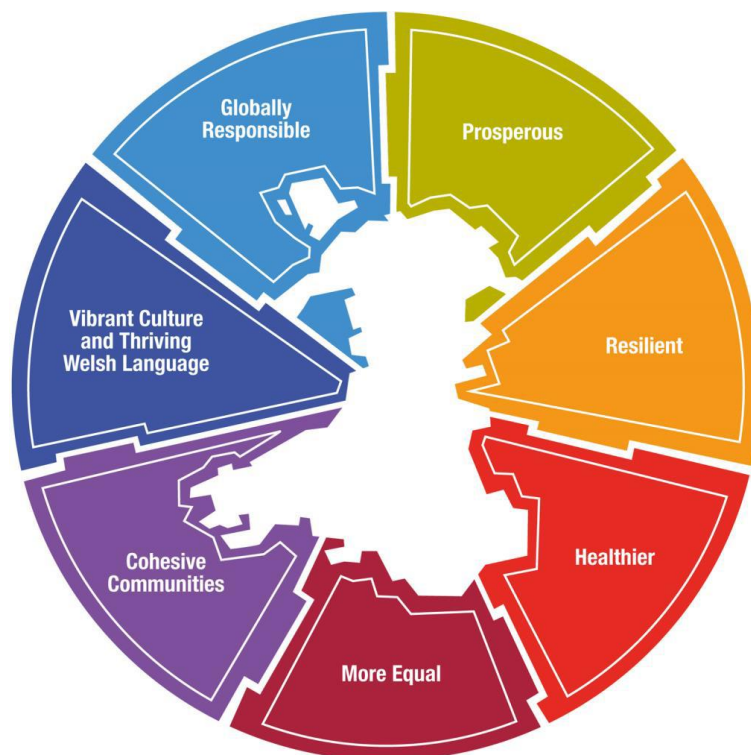 Globally
Responsible
Prosperous
Resilient
Healthier
More Equal
Cohesive
Communities
Vibrant Culture
and Thriving
Welsh Language